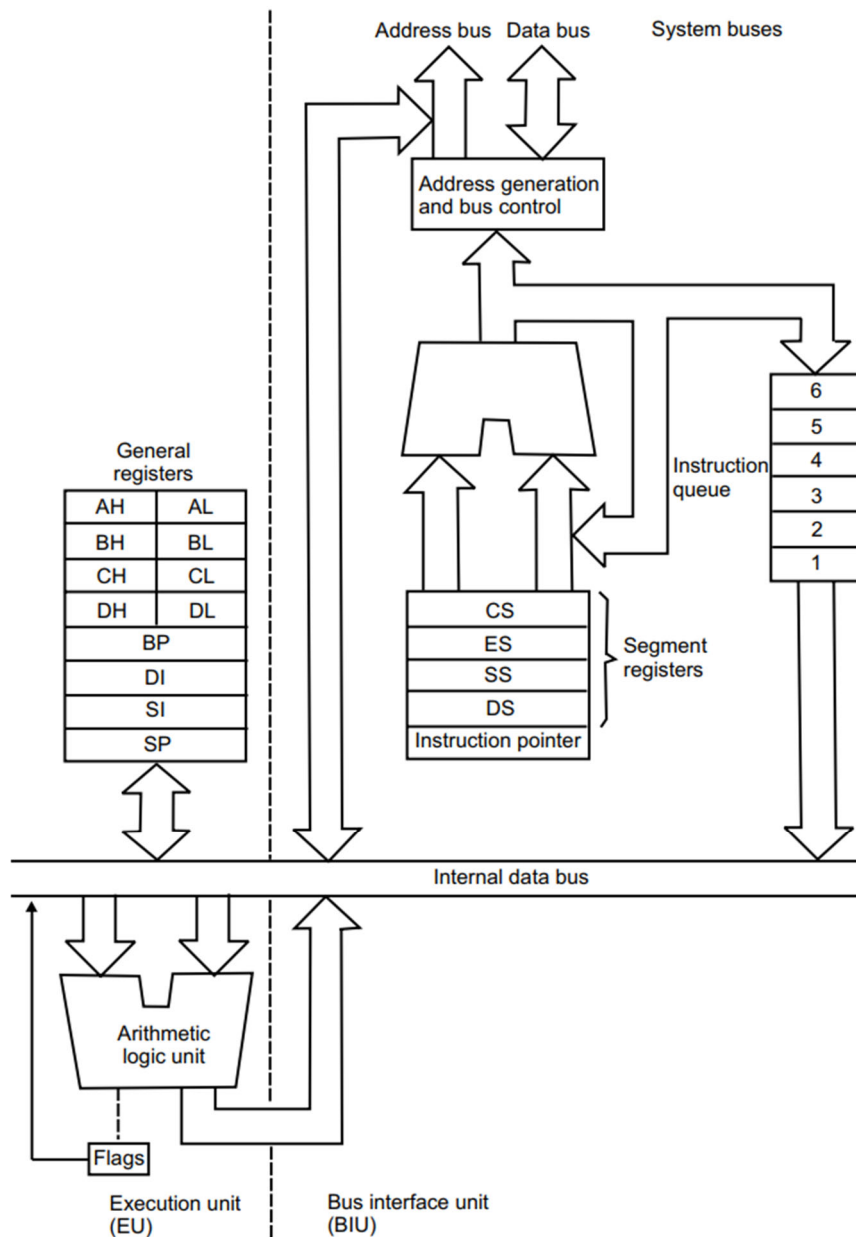 Address bus Data bus System buses
Address generation
and bus control
6
5
4
3
2
1
Instruction
queue
General
registers
AH AL
BH BL
CH CL
DH DL
BP
DI
SI
SP
CS
ES
SS
DS
Instruction pointer
Segment
registers
Internal data bus
Arithmetic
logic unit
Flags
Execution unit
(EU)
Bus interface unit
(BIU)